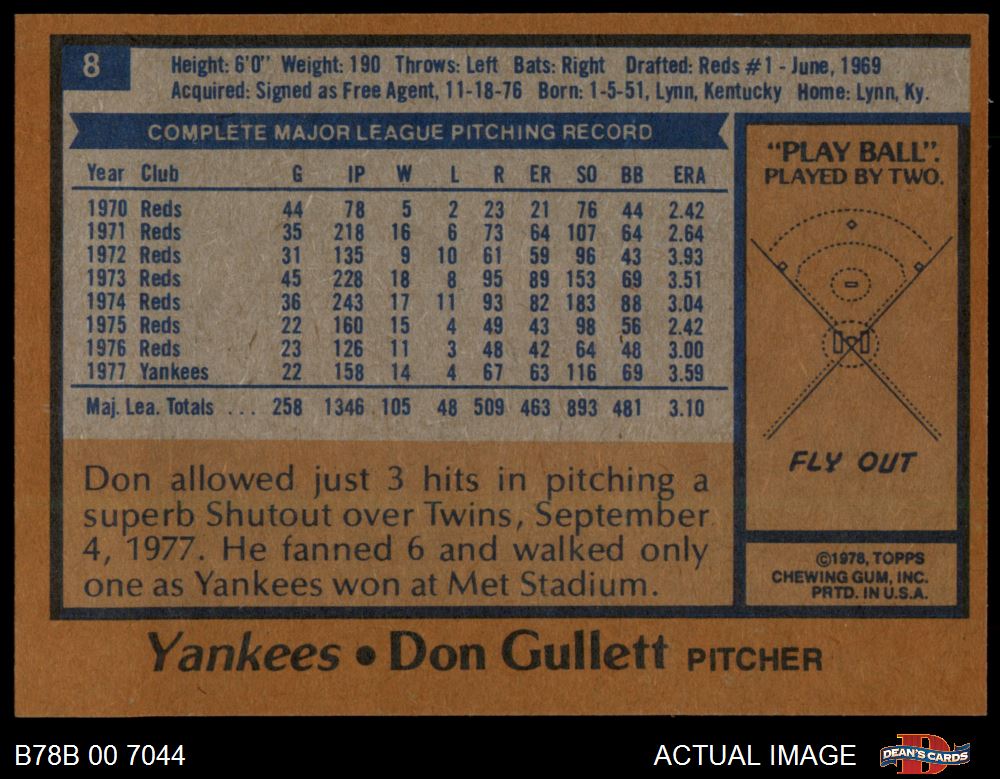 8
Height: 6'0" Weight: 190 Throws: Left Bats: Right Drafted: Reds #1 - June, 1969
Acquired: Signed as Free Agent, 11-18-76 Born: 1-5-51, Lynn, Kentucky Home: Lynn, Ky.
COMPLETE MAJOR LEAGUE PITCHING RECORD
Year Club G IP W L R ER SO BB ERA
1970 Reds 44 78 5 2 23 21 76 44 2.42
1971 Reds 35 218 16 6 73 64 107 64 2.64
1972 Reds 31 135 9 10 61 59 96 43 3.93
1973 Reds 45 228 18 8 95 89 153 69 3.51
1974 Reds 36 243 17 11 93 82 183 88 3.04
1975 Reds 22 160 15 4 49 43 98 56 2.42
1976 Reds 23 126 11 3 48 42 64 48 3.00
1977 Yankees 22 158 14 4 67 63 116 69 3.59
Maj. Lea. Totals ... 258 1346 105 48 509 463 893 481 3.10
Don allowed just 3 hits in pitching a
superb Shutout over Twins, September
4, 1977. He fanned 6 and walked only
one as Yankees won at Met Stadium.
"PLAY BALL".
PLAYED BY TWO.
FLY OUT
©1978, TOPPS
CHEWING GUM, INC.
PRTD. IN U.S.A.
Yankees • Don Gullett PITCHER
B78B 00 7044
ACTUAL IMAGE
DEAN'S CARDS